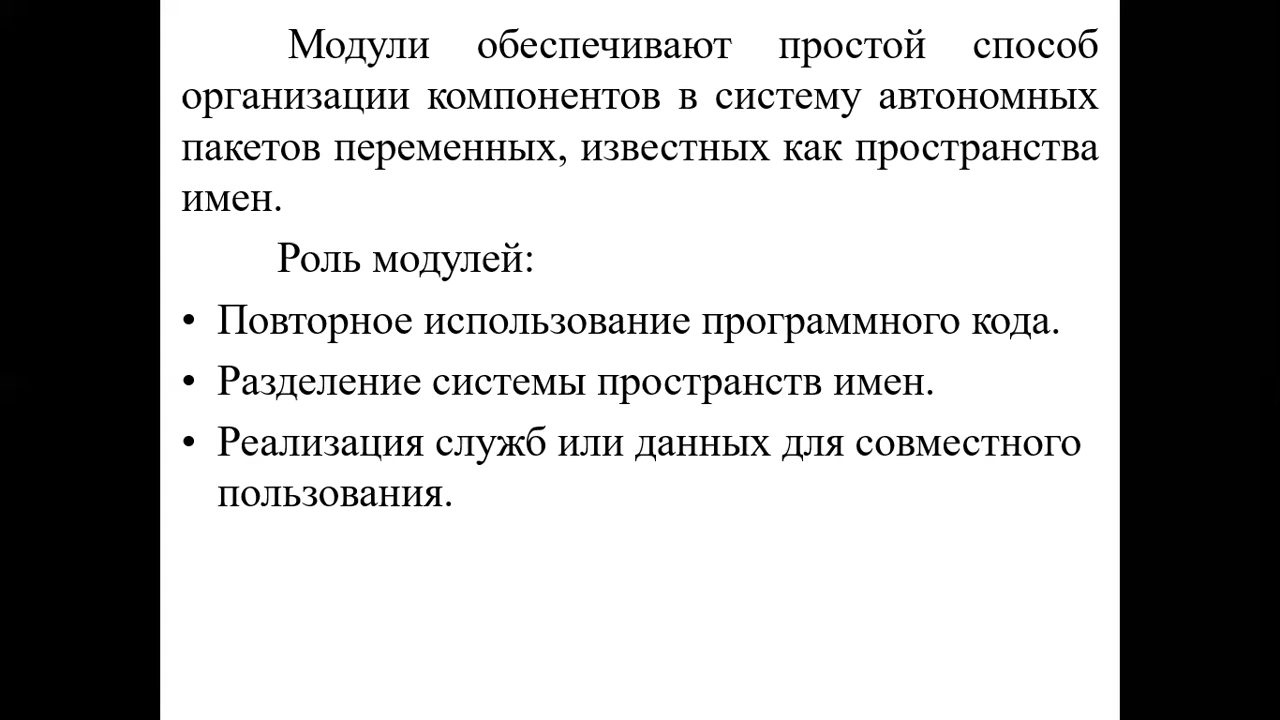 Модули обеспечивают простой способ
организации компонентов в систему автономных
пакетов переменных, известных как пространства
имен.
Роль модулей:
• Повторное использование программного кода.
• Разделение системы пространств имен.
• Реализация служб или данных для совместного
пользования.